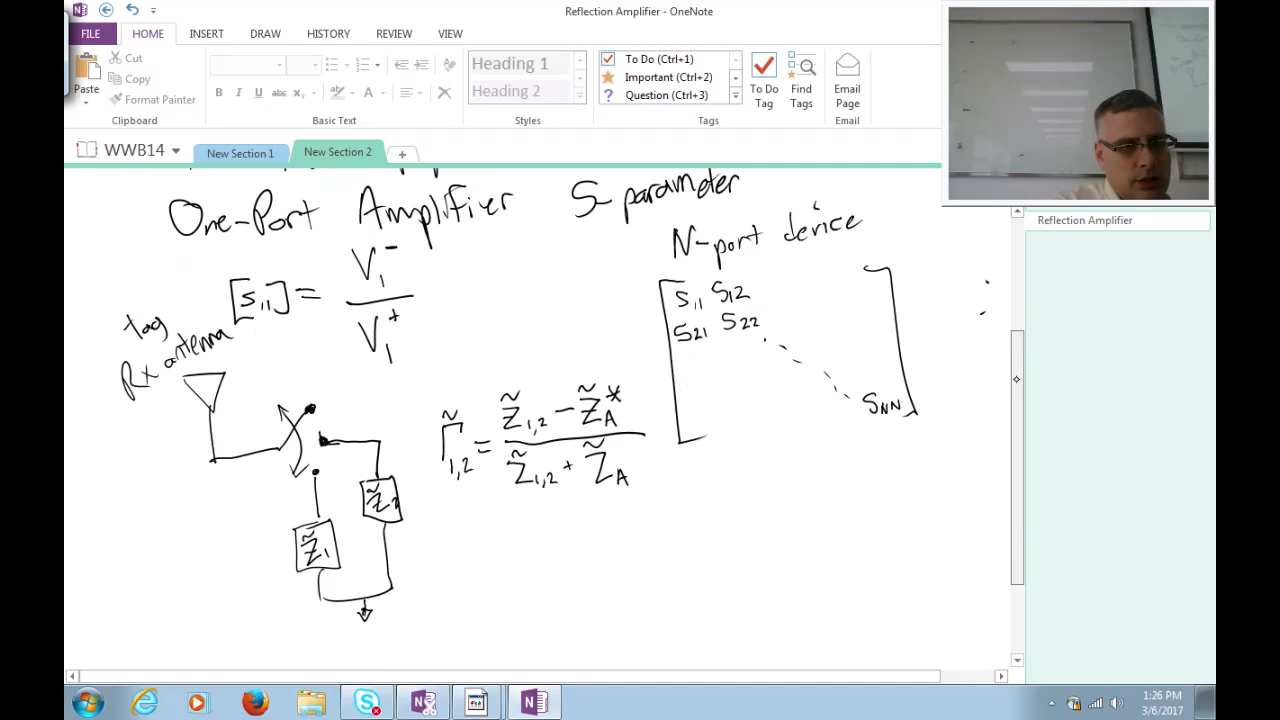 Reflection Amplifier - OneNote
FILE HOME INSERT DRAW HISTORY REVIEW VIEW
Paste
Cut
Copy
Format Painter
Clipboard
B I U abc x A
Basic Text
Heading 1
Heading 2
Styles
To Do (Ctrl+1)
Important (Ctrl+2)
Question (Ctrl+3)
Tags
To Do Tag
Find Tags
Email Page
Email
WWB14 New Section 1 New Section 2 +
Reflection Amplifier
One-Port Amplifier S-parameter
N-port device
[S11] = V1- / V1+
S11 S12
S21 S22
SNN
tag
Rx antenna
Γ̃1,2 = (Z̃1,2 - Z̃A*) / (Z̃1,2 + Z̃A)
Z̃2
Z̃1
1:26 PM
3/6/2017